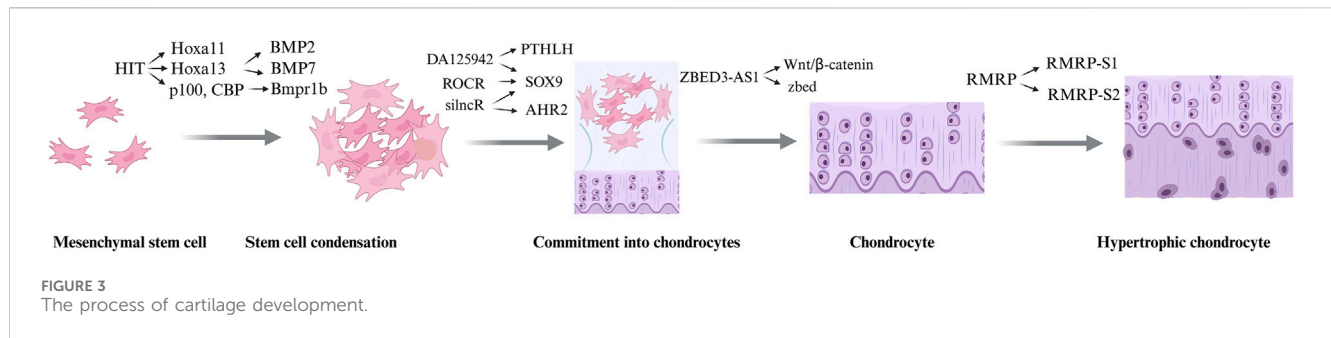 HIT
Hoxa11
Hoxa13
p100, CBP
BMP2
BMP7
Bmpr1b
DA125942
ROCR
silncR
PTHLH
SOX9
AHR2
ZBED3-AS1
Wnt/β-catenin
zbed
RMRP
RMRP-S1
RMRP-S2
Mesenchymal stem cell
Stem cell condensation
Commitment into chondrocytes
Chondrocyte
Hypertrophic chondrocyte
FIGURE 3
The process of cartilage development.